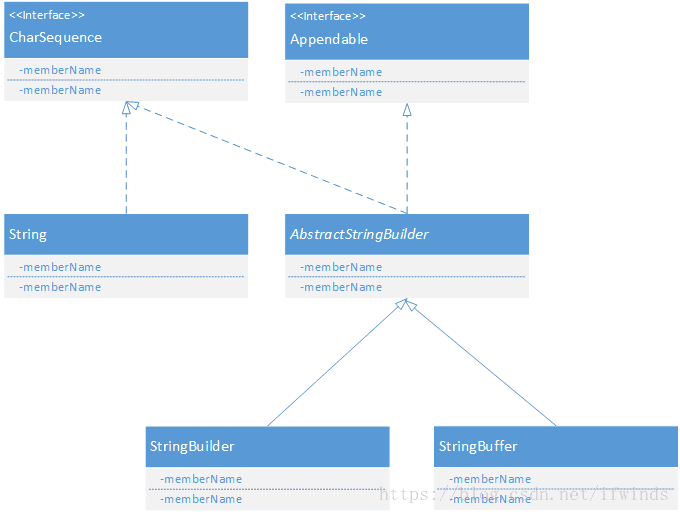 <<Interface>>
CharSequence
-memberName
-memberName
<<Interface>>
Appendable
-memberName
-memberName
String
-memberName
-memberName
AbstractStringBuilder
-memberName
-memberName
StringBuilder
-memberName
-memberName
StringBuffer
-memberName
-memberName
https://blog.csdn.net/ifwinds